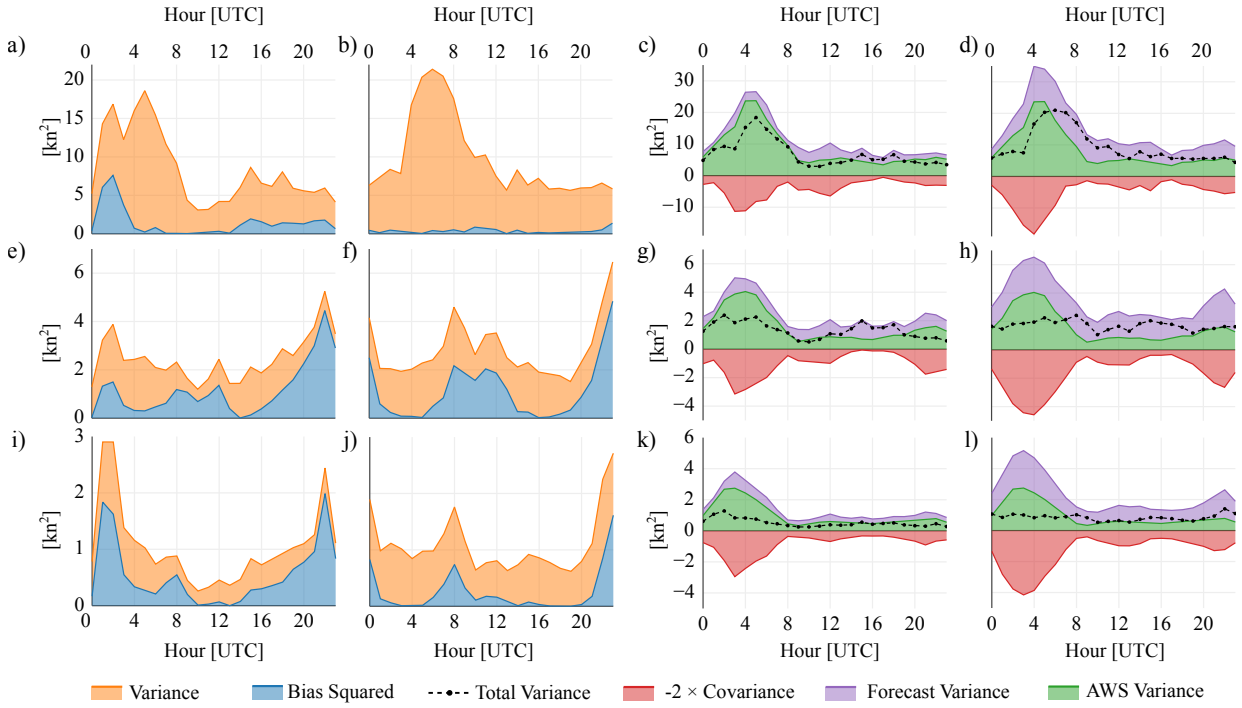 Hour [UTC] Hour [UTC] Hour [UTC] Hour [UTC]
a) 0 4 8 12 16 20 b) 0 4 8 12 16 20 c) 0 4 8 12 16 20 d) 0 4 8 12 16 20
[kn²] 20 15 10 5 0
[kn²] 30 20 10 0 −10
e) f) g) h)
[kn²] 6 4 2 0
[kn²] 6 4 2 0 −2 −4
i) j) k) l)
[kn²] 3 2 1 0
[kn²] 6 4 2 0 −2 −4
0 4 8 12 16 20 0 4 8 12 16 20 0 4 8 12 16 20 0 4 8 12 16 20
Hour [UTC] Hour [UTC] Hour [UTC] Hour [UTC]
Variance Bias Squared Total Variance -2 × Covariance Forecast Variance AWS Variance